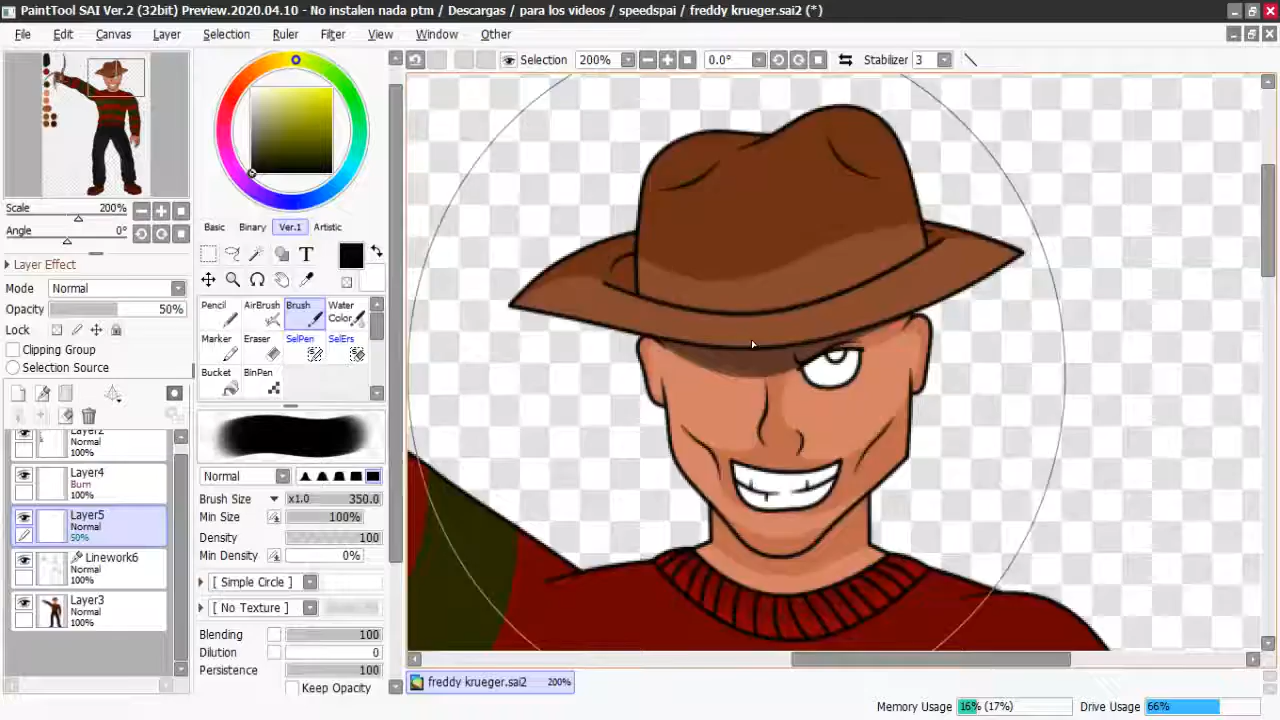 PaintTool SAI Ver.2 (32bit) Preview.2020.04.10 - No instalen nada ptm / Descargas / para los videos / speedspai / freddy krueger.sai2 (*)
File Edit Canvas Layer Selection Ruler Filter View Window Other
Selection 200% 0.0° Stabilizer 3
Scale 200%
Angle 0°
Layer Effect
Mode Normal
Opacity 50%
Lock
Clipping Group
Selection Source
Layer2
Normal
100%
Layer4
Burn
100%
Layer5
Normal
50%
Linework6
Normal
100%
Layer3
Normal
100%
Basic Binary Ver.1 Artistic
T
Pencil AirBrush Brush Water Color
Marker Eraser SelPen SelErs
Bucket BinPen
Normal
Brush Size x1.0 350.0
Min Size 100%
Density 100
Min Density 0%
[ Simple Circle ]
[ No Texture ]
Blending 100
Dilution 0
Persistence 100
Keep Opacity
freddy krueger.sai2 200%
Memory Usage 16% (17%) Drive Usage 66%